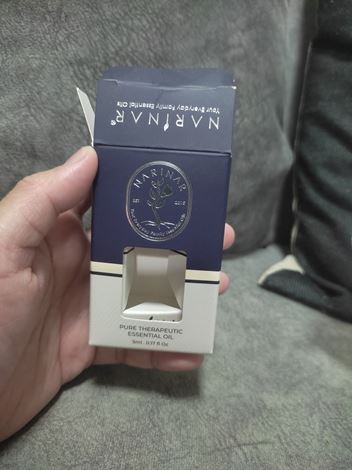 NARINAR®
Your Everyday Family Essential Oils
NARINAR
PURE THERAPEUTIC
ESSENTIAL OIL
5ml . 0.17 fl Oz